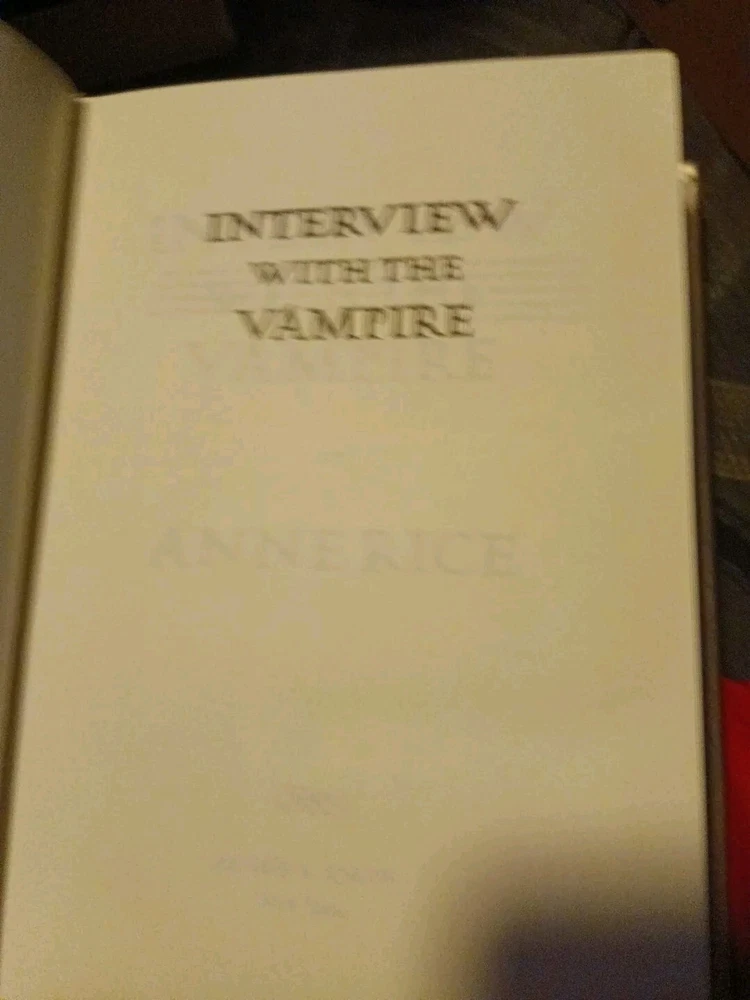 INTERVIEW
WITH THE
VAMPIRE
ANNE RICE